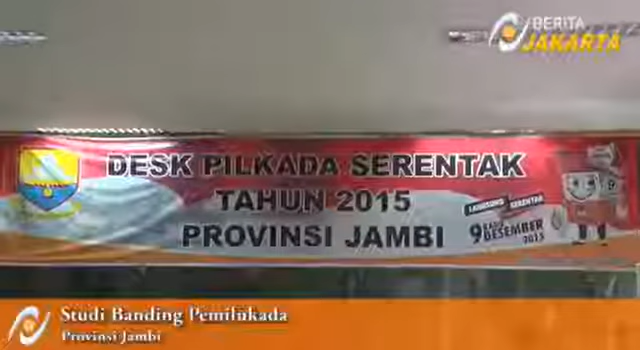 BERITA
JAKARTA
DESK PILKADA SERENTAK
TAHUN 2015
PROVINSI JAMBI
LANGSUNG SERENTAK
9 RABU
DESEMBER
2015
Studi Banding Pemilukada
Provinsi Jambi